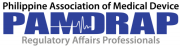 Philippine Association of Medical Device
PAMDRAP
Regulatory Affairs Professionals